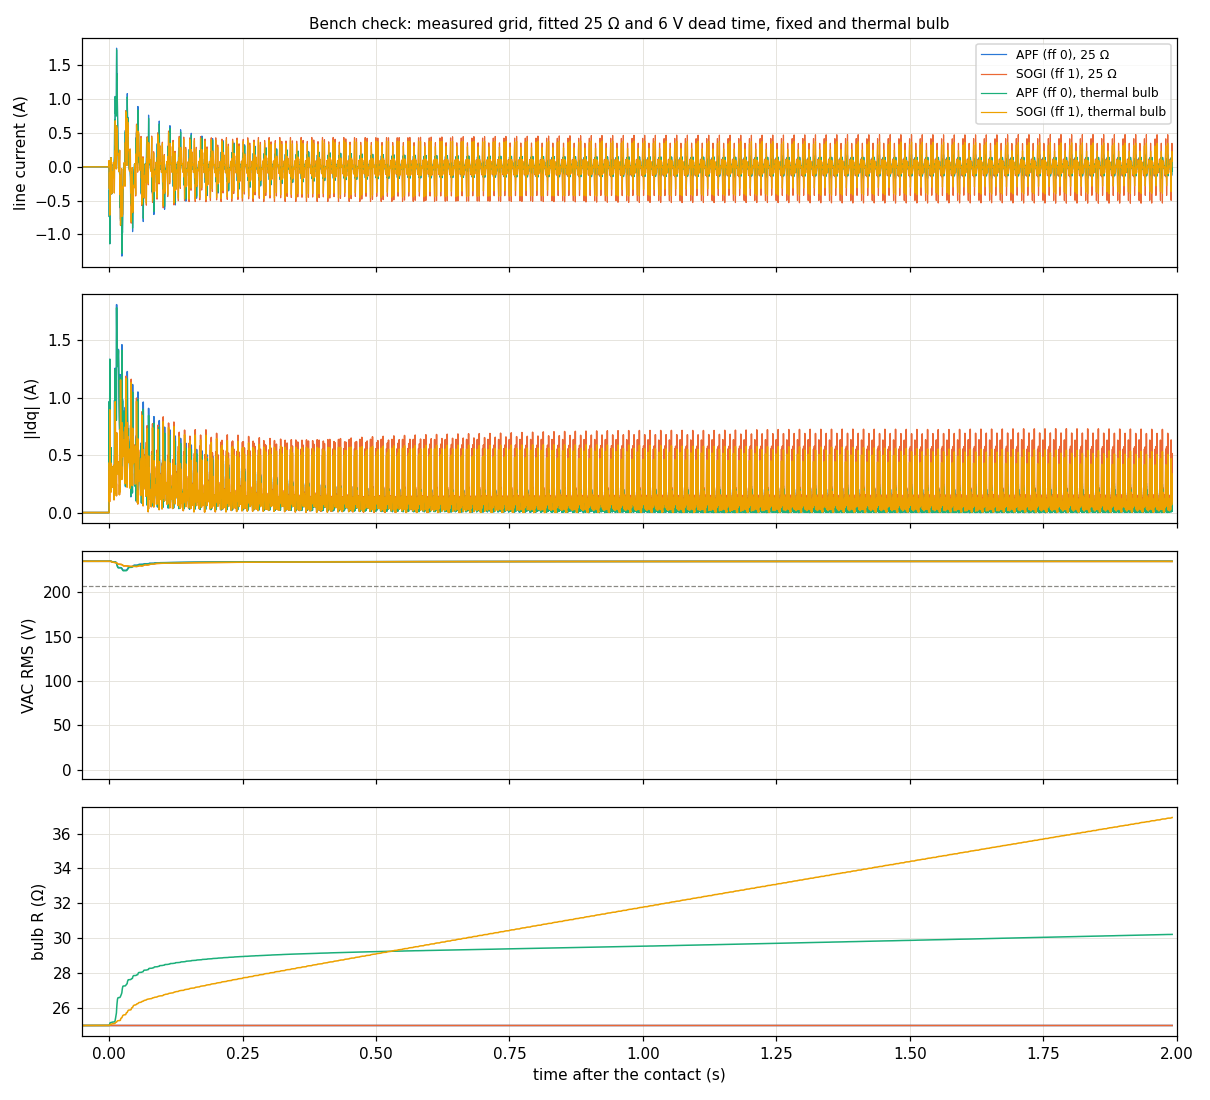 Bench check: measured grid, fitted 25 Ω and 6 V dead time, fixed and thermal bulb
APF (ff 0), 25 Ω
SOGI (ff 1), 25 Ω
APF (ff 0), thermal bulb
SOGI (ff 1), thermal bulb
line current (A)
1.5
1.0
0.5
0.0
−0.5
−1.0
|Idq| (A)
1.5
1.0
0.5
0.0
VAC RMS (V)
200
150
100
50
0
bulb R (Ω)
36
34
32
30
28
26
0.00 0.25 0.50 0.75 1.00 1.25 1.50 1.75 2.00
time after the contact (s)